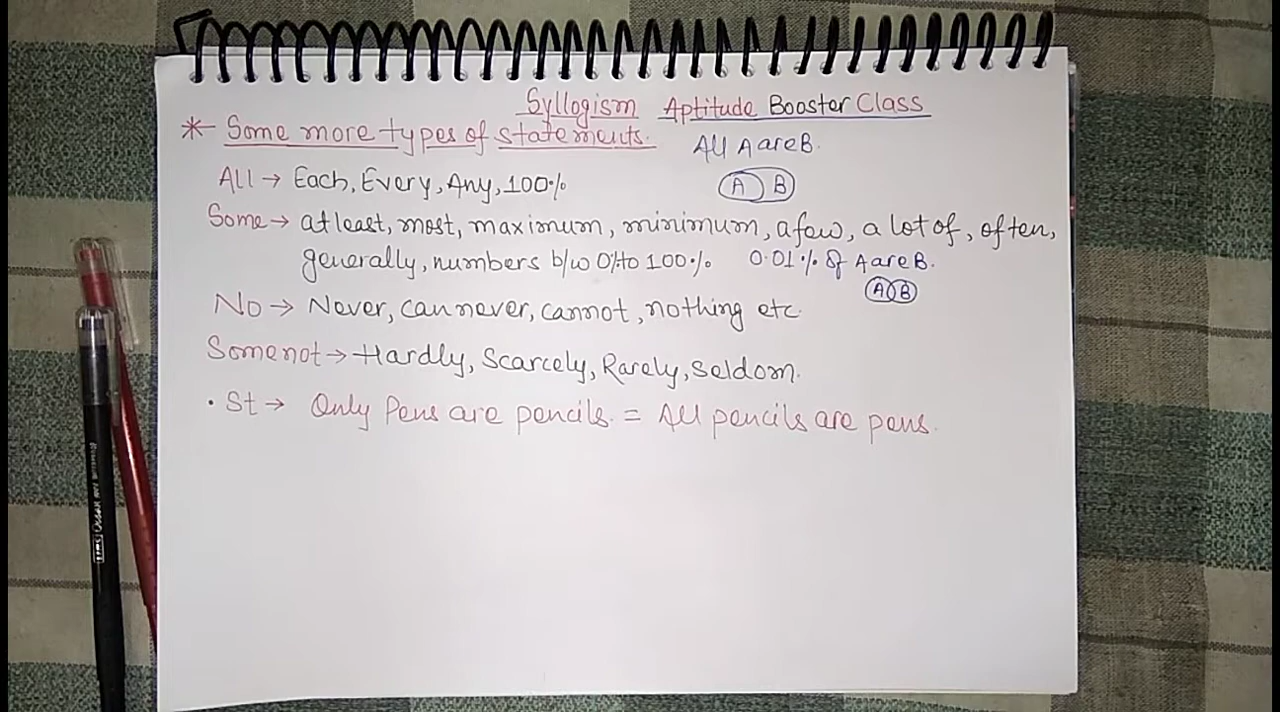 Syllogism Aptitude Booster Class
* Some more types of statements.
All A are B.
All → Each, Every, Any, 100%
A B
Some → at least, most, maximum, minimum, a few, a lot of, often,
generally, numbers b/w 0% to 100%
0.01% of A are B.
A B
No → Never, can never, cannot, nothing etc.
Some not → Hardly, Scarcely, Rarely, Seldom.
• St → Only Pens are pencils. = All pencils are pens.